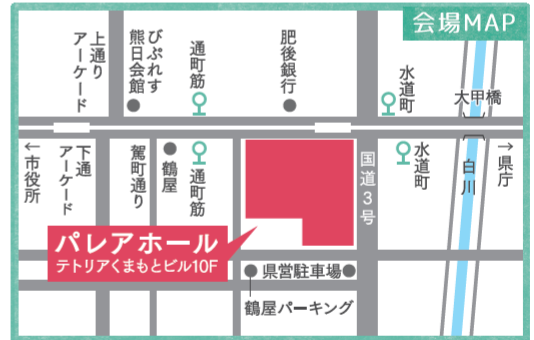 会場MAP
上通り
アーケード
びぷれす
熊日会館
通町筋
肥後銀行
水道町
大甲橋
←市役所
下通
アーケード
駕町通り
鶴屋
通町筋
国道3号
水道町
白川
→県庁
パレアホール
テトリアくまもとビル10F
県営駐車場
鶴屋パーキング